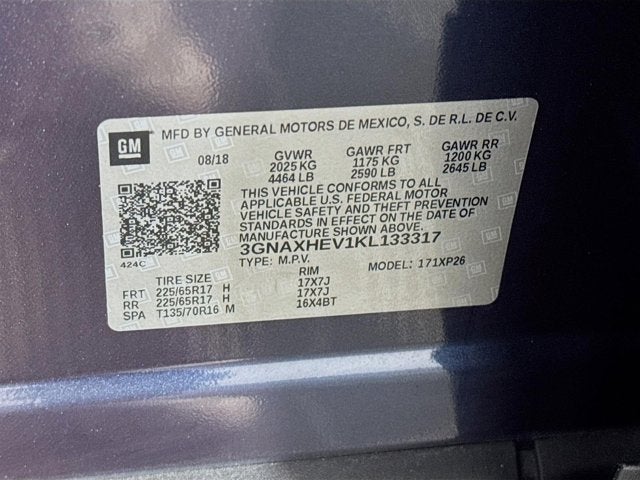 GM
MFD BY GENERAL MOTORS DE MEXICO, S. DE R.L. DE C.V.
08/18 GVWR GAWR FRT GAWR RR
2025 KG 1175 KG 1200 KG
4464 LB 2590 LB 2645 LB
THIS VEHICLE CONFORMS TO ALL
APPLICABLE U.S. FEDERAL MOTOR
VEHICLE SAFETY AND THEFT PREVENTION
STANDARDS IN EFFECT ON THE DATE OF
MANUFACTURE SHOWN ABOVE.
424C 3GNAXHEV1KL133317
TYPE: M.P.V. MODEL: 171XP26
TIRE SIZE RIM
FRT 225/65R17 H 17X7J
RR 225/65R17 H 17X7J
SPA T135/70R16 M 16X4BT